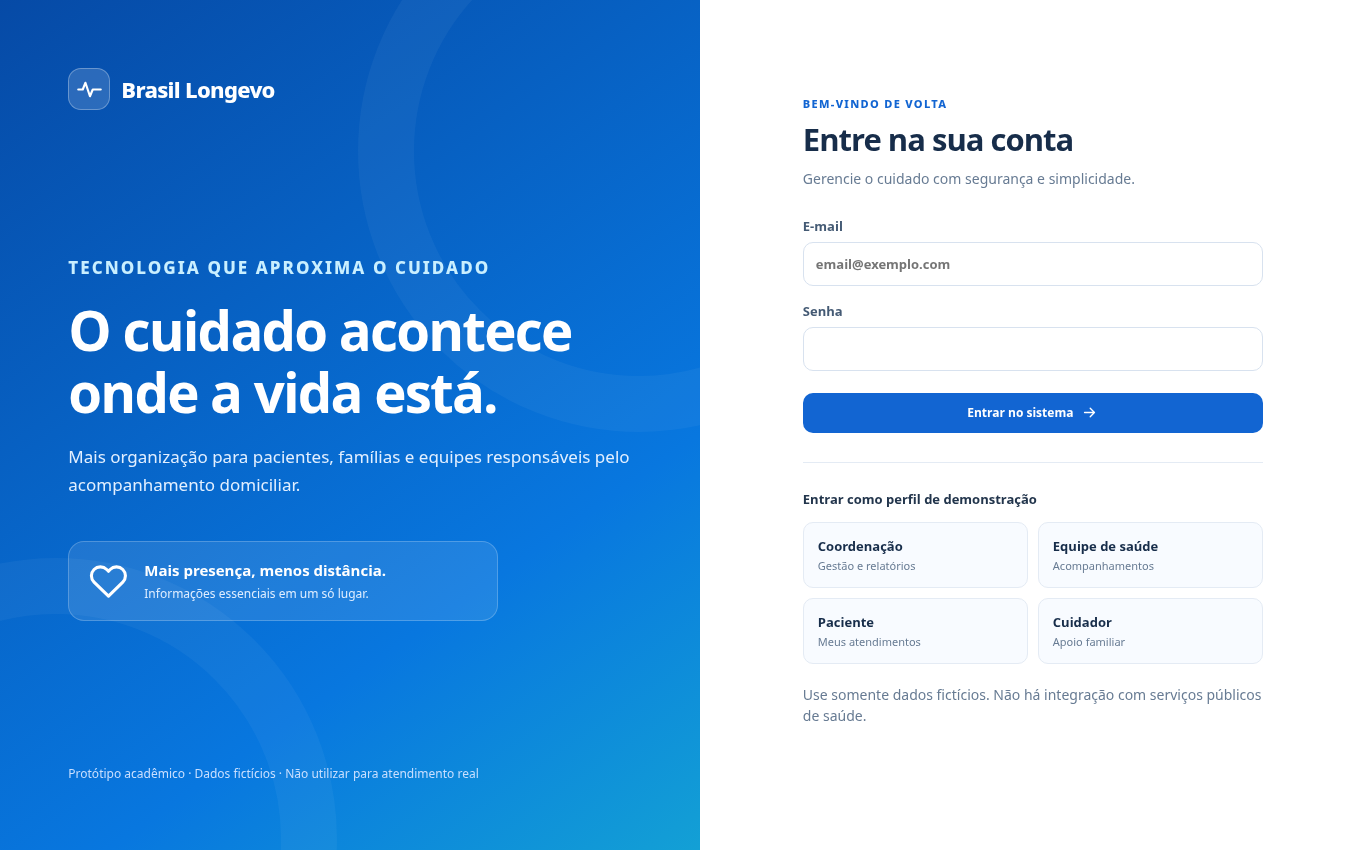 Brasil Longevo
TECNOLOGIA QUE APROXIMA O CUIDADO
O cuidado acontece
onde a vida está.
Mais organização para pacientes, famílias e equipes responsáveis pelo
acompanhamento domiciliar.
Mais presença, menos distância.
Informações essenciais em um só lugar.
Protótipo acadêmico · Dados fictícios · Não utilizar para atendimento real
BEM-VINDO DE VOLTA
Entre na sua conta
Gerencie o cuidado com segurança e simplicidade.
E-mail
email@exemplo.com
Senha
Entrar no sistema →
Entrar como perfil de demonstração
Coordenação
Gestão e relatórios
Equipe de saúde
Acompanhamentos
Paciente
Meus atendimentos
Cuidador
Apoio familiar
Use somente dados fictícios. Não há integração com serviços públicos
de saúde.